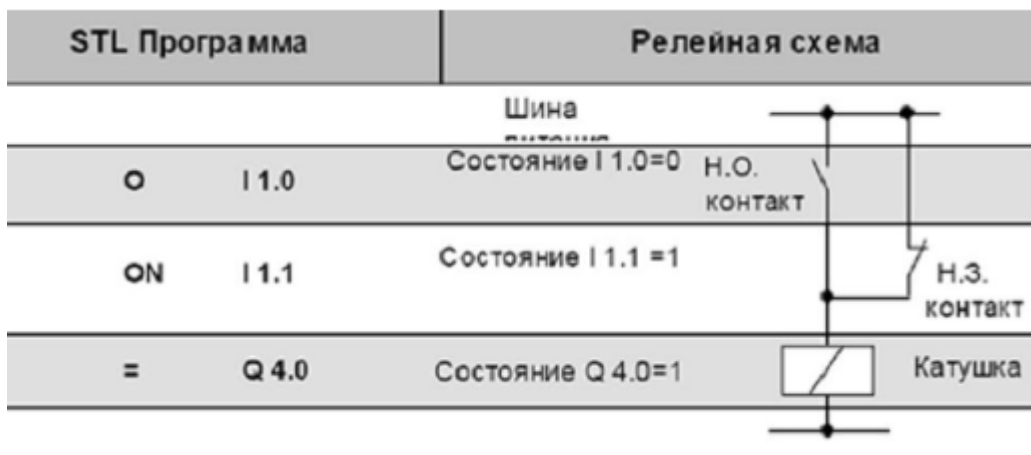 STL Программа Релейная схема
Шина
О I 1.0 Состояние I 1.0=0 Н.О.
контакт
ON I 1.1 Состояние I 1.1 =1 Н.З.
контакт
= Q 4.0 Состояние Q 4.0=1 Катушка